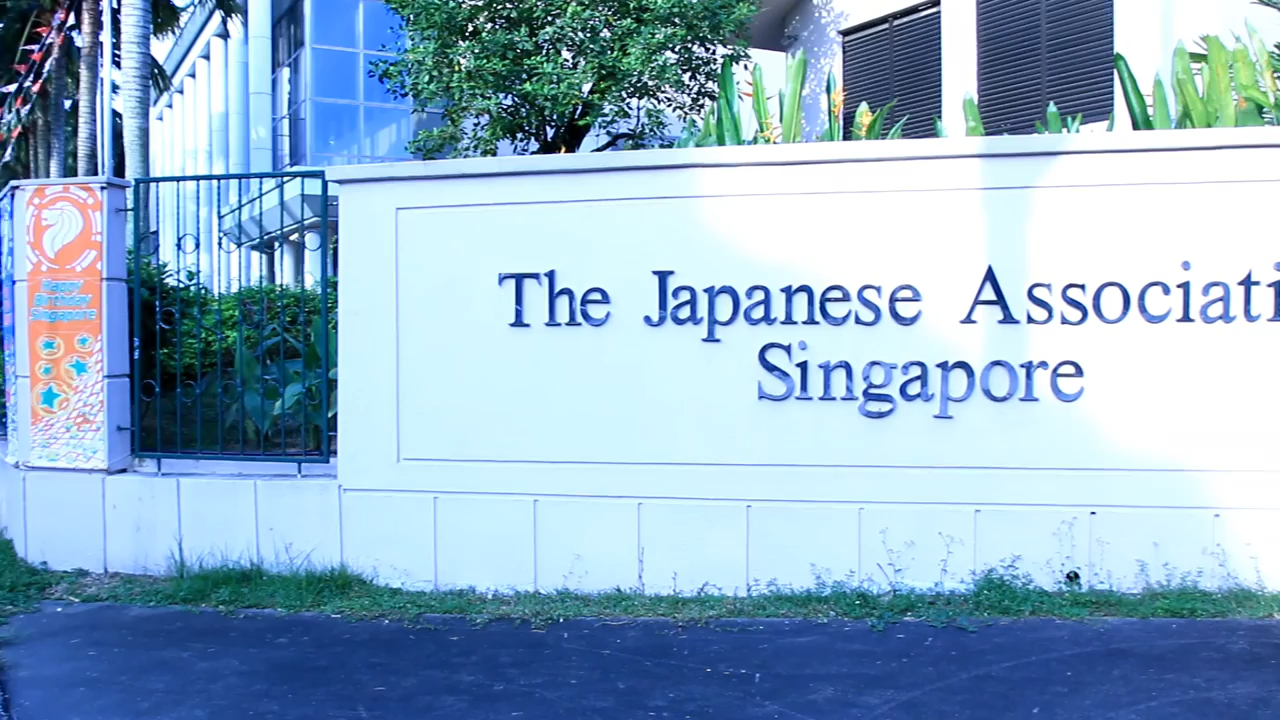 Happy
Birthday
Singapore
The Japanese Associati
Singapore